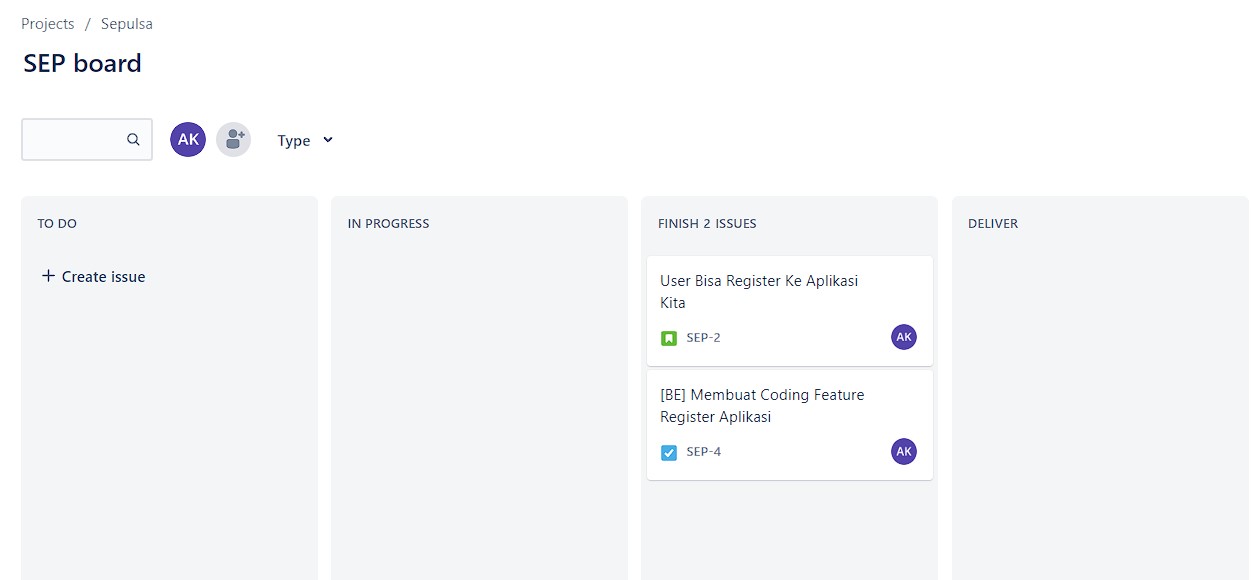 Projects / Sepulsa
SEP board
AK
Type
TO DO
+ Create issue
IN PROGRESS
FINISH 2 ISSUES
User Bisa Register Ke Aplikasi
Kita
SEP-2
AK
[BE] Membuat Coding Feature
Register Aplikasi
SEP-4
AK
DELIVER